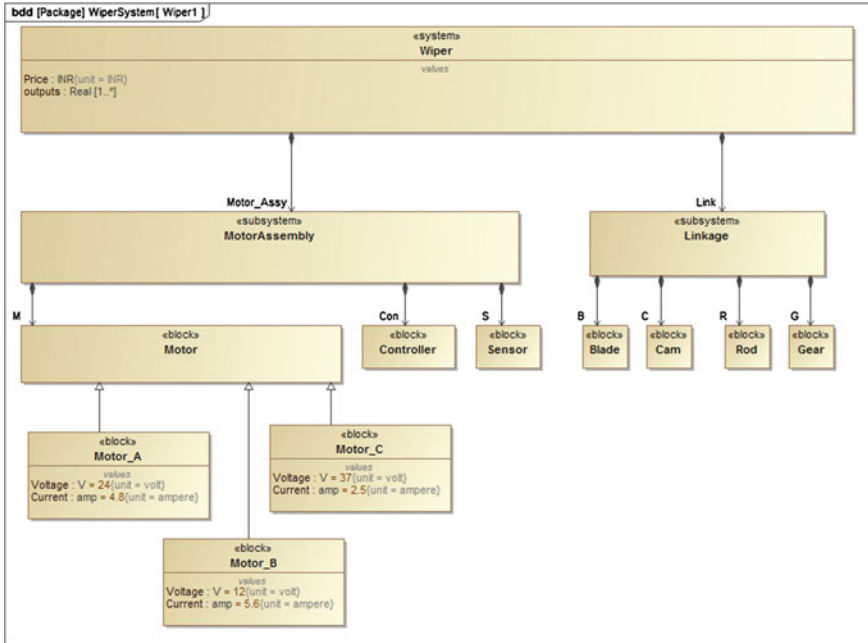 bdd [Package] WiperSystem[ Wiper1 ]
«system»
Wiper
values
Price : INR{unit = INR}
outputs : Real [1..*]
Motor_Assy
Link
«subsystem»
MotorAssembly
«subsystem»
Linkage
M
Con
S
B
C
R
G
«block»
Motor
«block»
Controller
«block»
Sensor
«block»
Blade
«block»
Cam
«block»
Rod
«block»
Gear
«block»
Motor_A
values
Voltage : V = 24{unit = volt}
Current : amp = 4.8{unit = ampere}
«block»
Motor_C
values
Voltage : V = 37{unit = volt}
Current : amp = 2.5{unit = ampere}
«block»
Motor_B
values
Voltage : V = 12{unit = volt}
Current : amp = 5.6{unit = ampere}